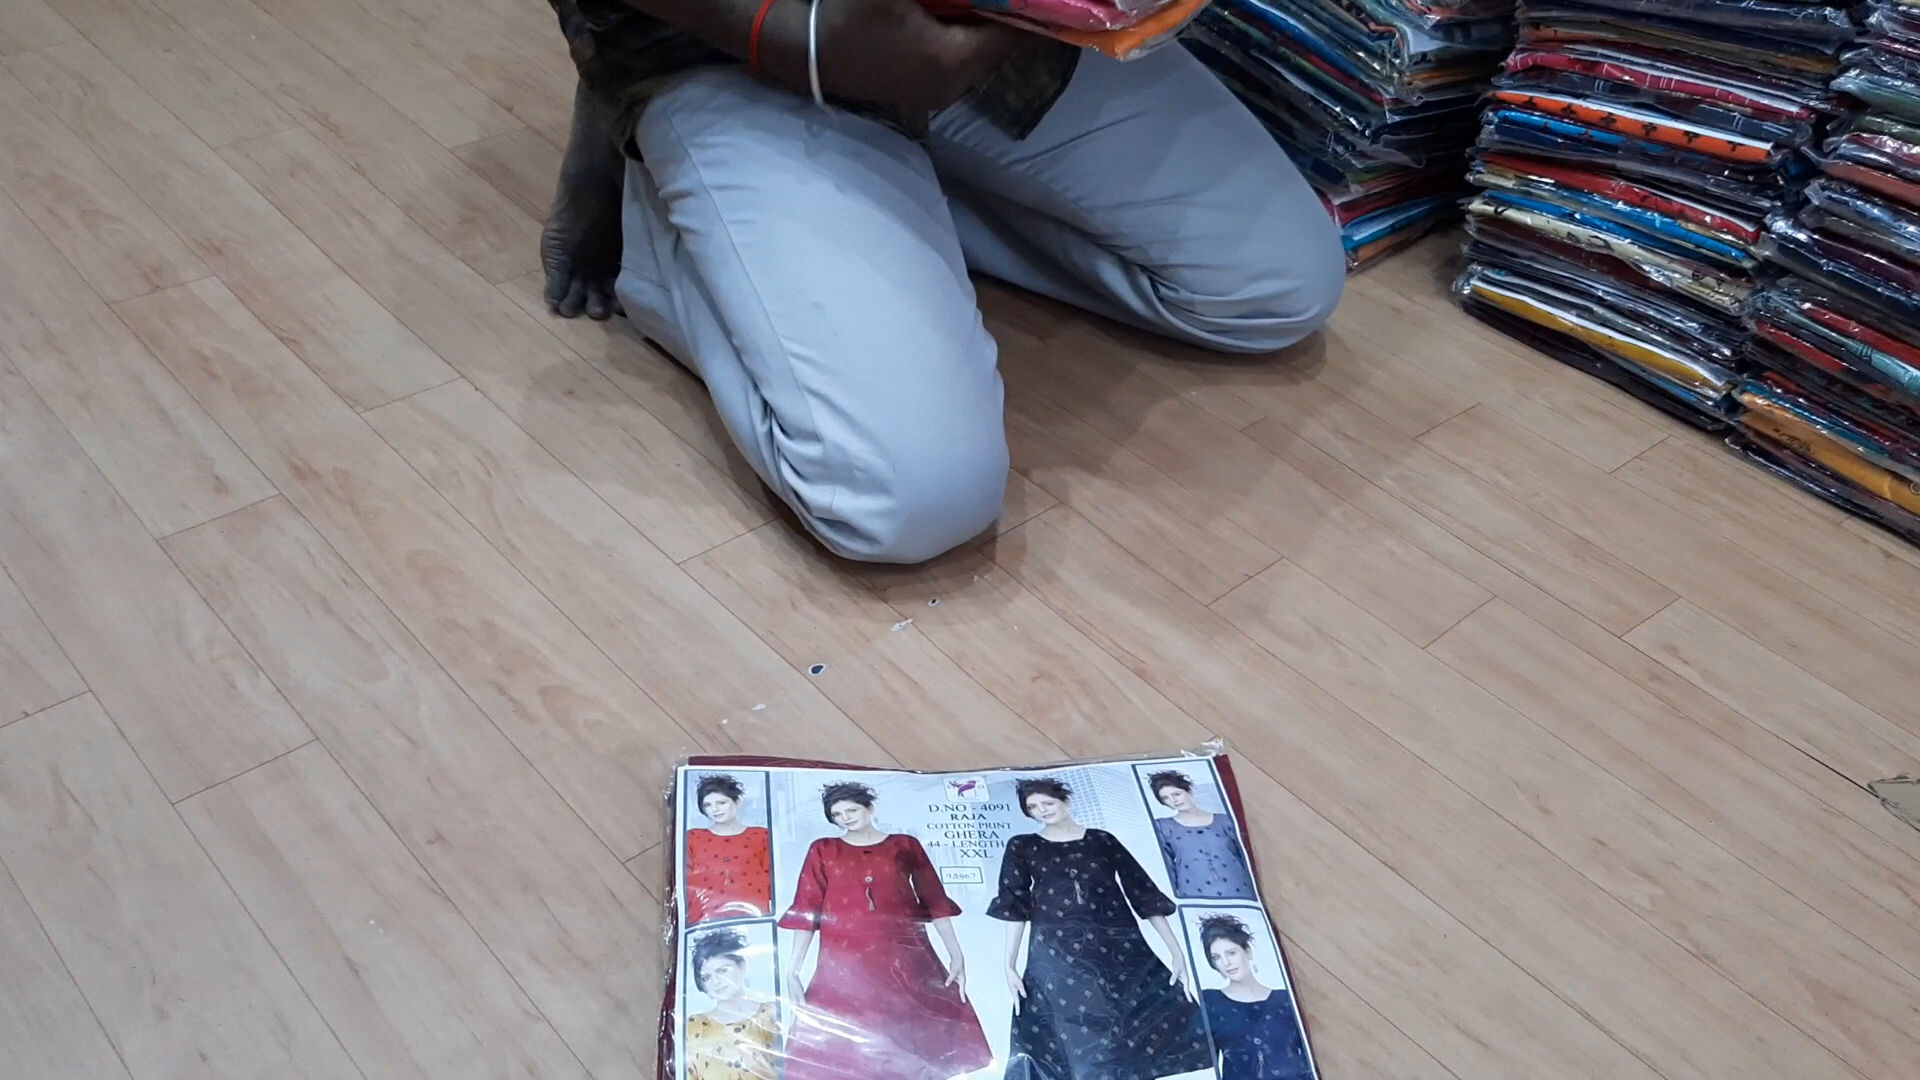 D.NO - 4091
RAJA
COTTON PRINT
GHERA
44 - LENGTH
XXL